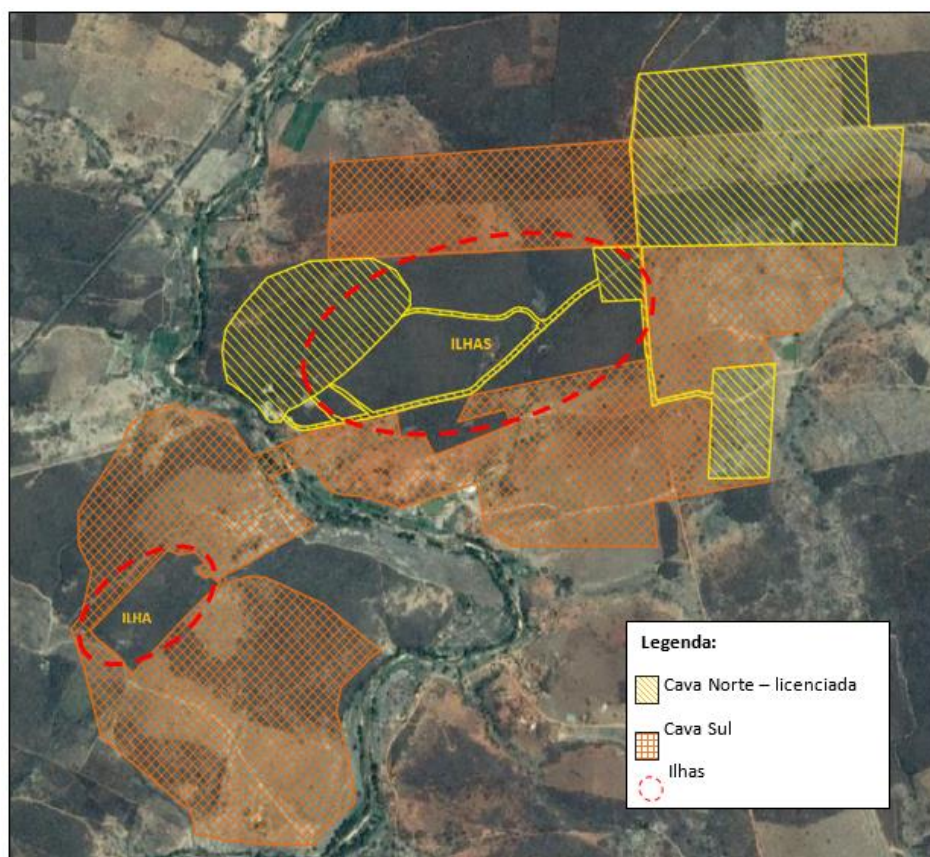 ILHAS
ILHA
Legenda:
Cava Norte – licenciada
Cava Sul
Ilhas